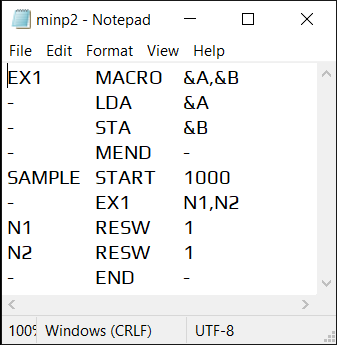 minp2 - Notepad
File Edit Format View Help
EX1 MACRO &A,&B
- LDA &A
- STA &B
- MEND -
SAMPLE START 1000
- EX1 N1,N2
N1 RESW 1
N2 RESW 1
- END -
100% Windows (CRLF) UTF-8